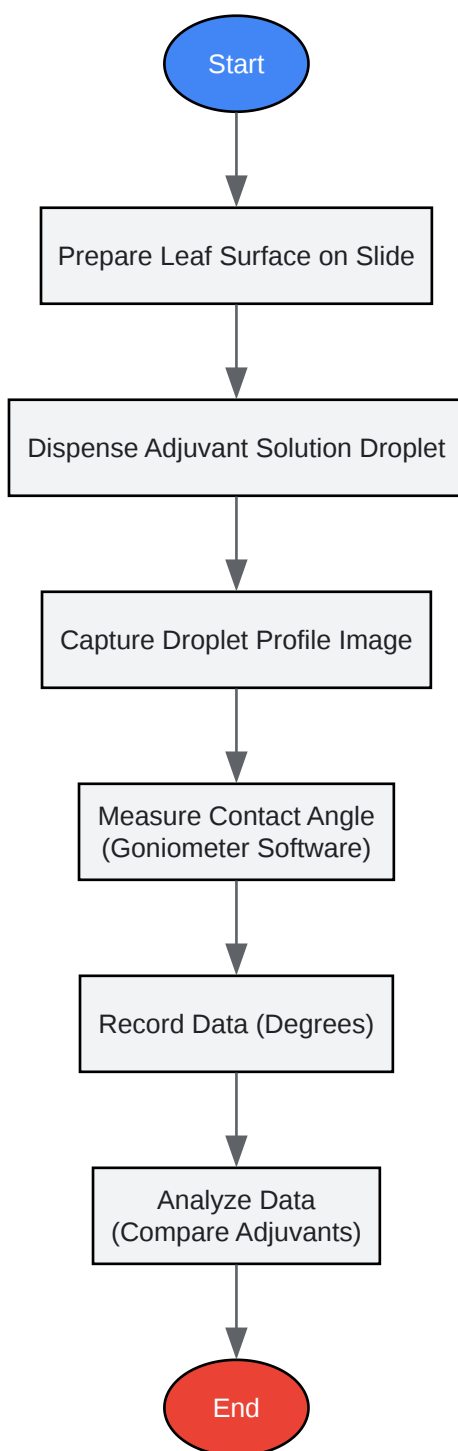 Start
Prepare Leaf Surface on Slide
Dispense Adjuvant Solution Droplet
Capture Droplet Profile Image
Measure Contact Angle
(Goniometer Software)
Record Data (Degrees)
Analyze Data
(Compare Adjuvants)
End